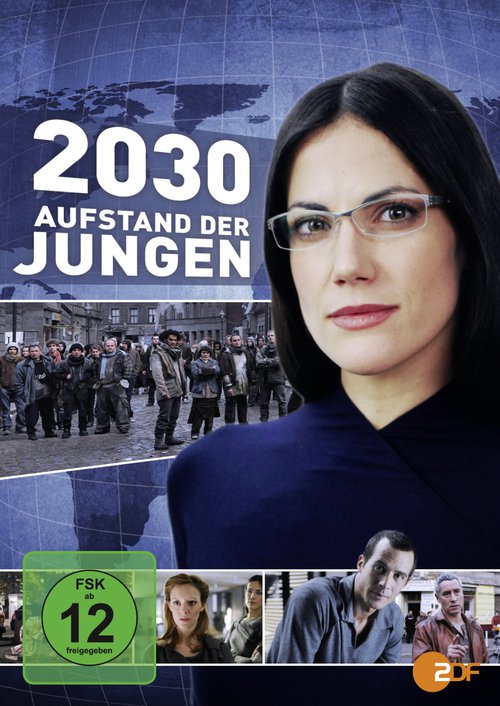 2030
AUFSTAND DER
JUNGEN
FSK
ab
12
freigegeben
ZDF